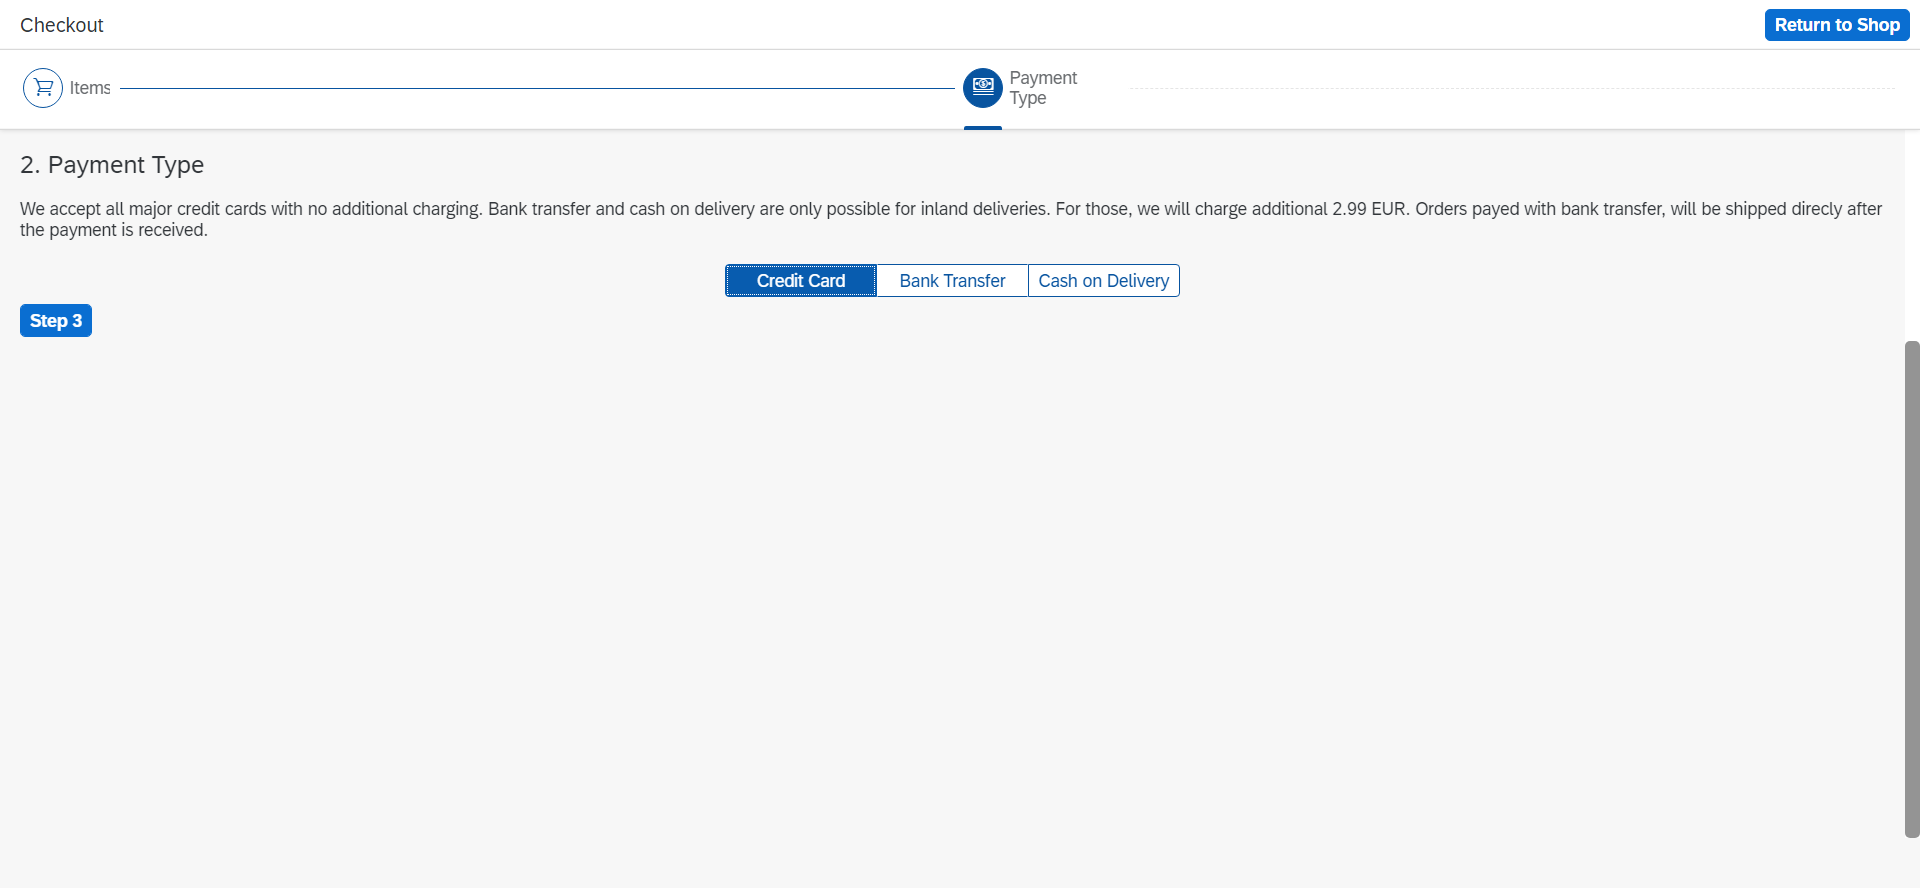 Checkout
Return to Shop
Items
Payment
Type
2. Payment Type
We accept all major credit cards with no additional charging. Bank transfer and cash on delivery are only possible for inland deliveries. For those, we will charge additional 2.99 EUR. Orders payed with bank transfer, will be shipped direcly after
the payment is received.
Credit Card
Bank Transfer
Cash on Delivery
Step 3